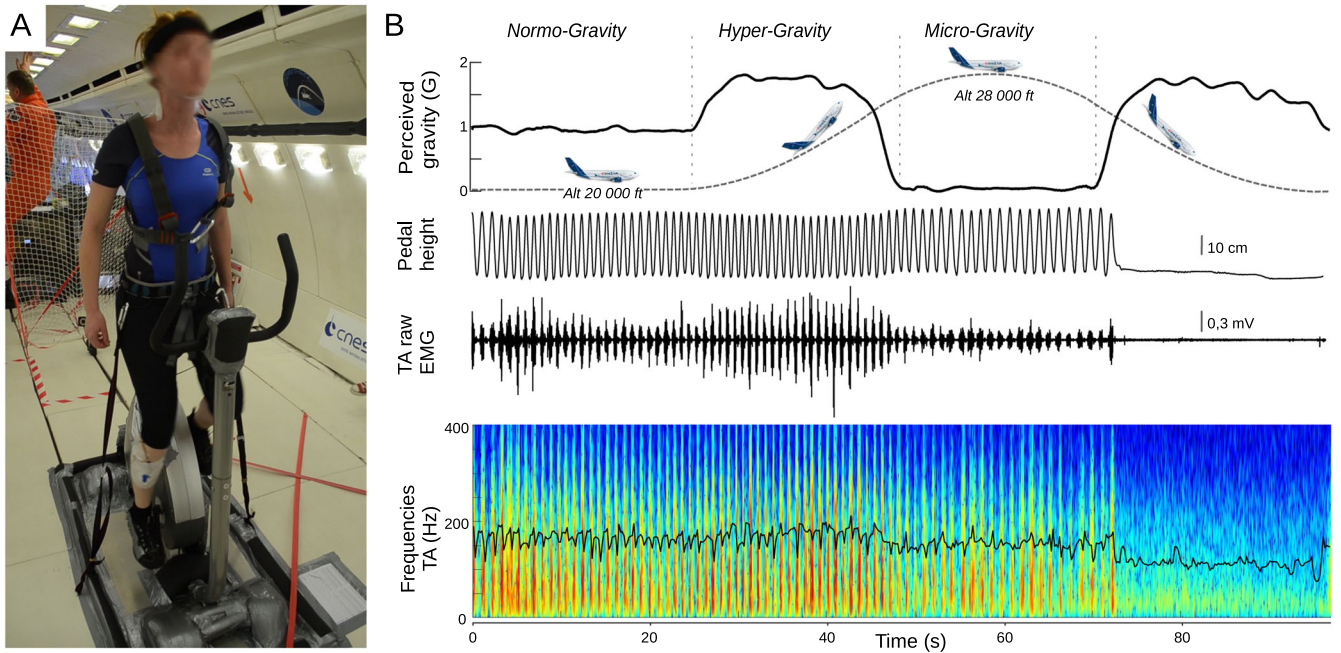 A
cnes
cnes
B
Normo-Gravity
Hyper-Gravity
Micro-Gravity
Perceived
gravity (G)
2
1
0
Alt 20 000 ft
Alt 28 000 ft
Pedal
height
10 cm
TA raw
EMG
0,3 mV
Frequencies
TA (Hz)
400
200
0
0
20
40
60
80
Time (s)